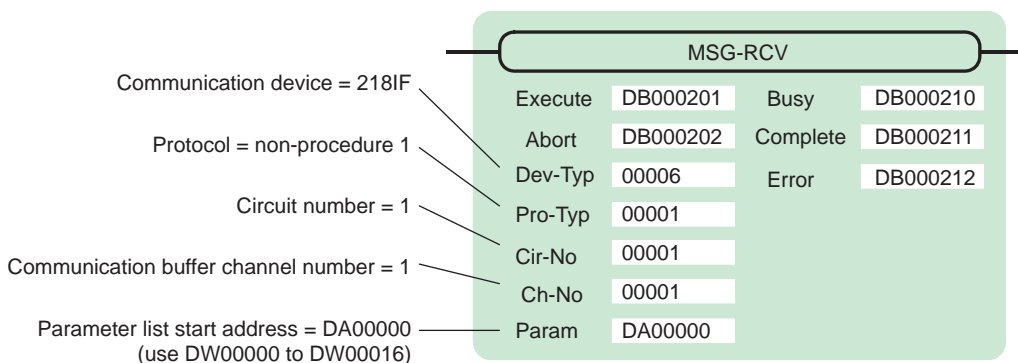 MSG-RCV
Communication device = 218IF
Execute DB000201 Busy DB000210
Protocol = non-procedure 1
Abort DB000202 Complete DB000211
Dev-Typ 00006 Error DB000212
Circuit number = 1
Pro-Typ 00001
Communication buffer channel number = 1
Cir-No 00001
Ch-No 00001
Parameter list start address = DA00000
(use DW00000 to DW00016)
Param DA00000